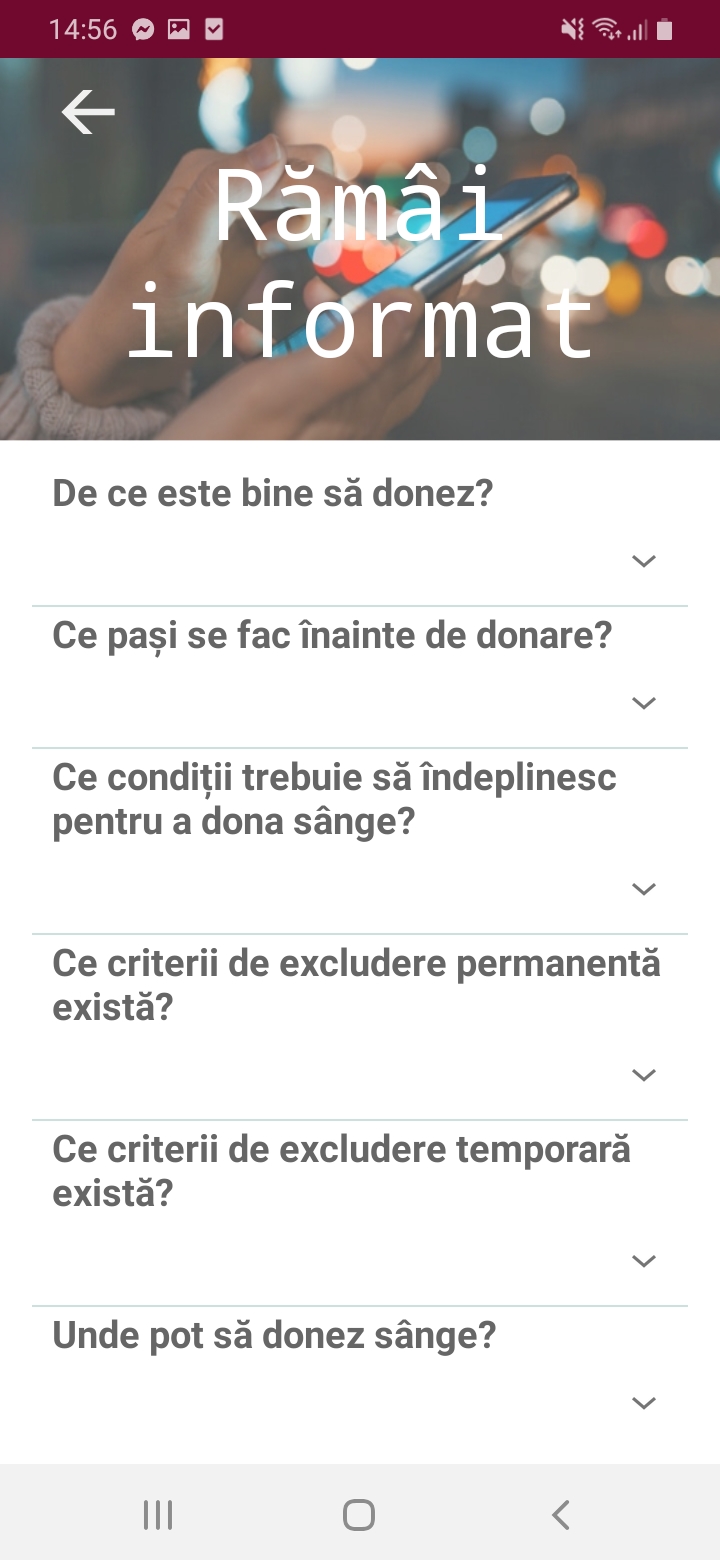 14:56
Rămâi
informat
De ce este bine să donez?
Ce pași se fac înainte de donare?
Ce condiții trebuie să îndeplinesc
pentru a dona sânge?
Ce criterii de excludere permanentă
există?
Ce criterii de excludere temporară
există?
Unde pot să donez sânge?